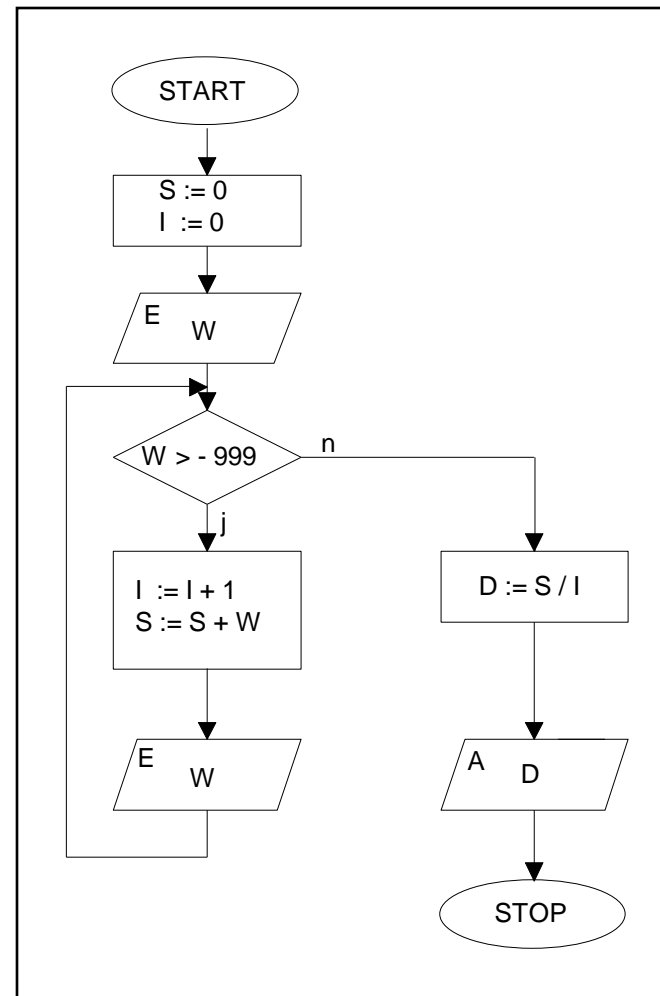 START
S := 0
I := 0
E
W
W > - 999
n
j
I := I + 1
S := S + W
D := S / I
E
W
A
D
STOP